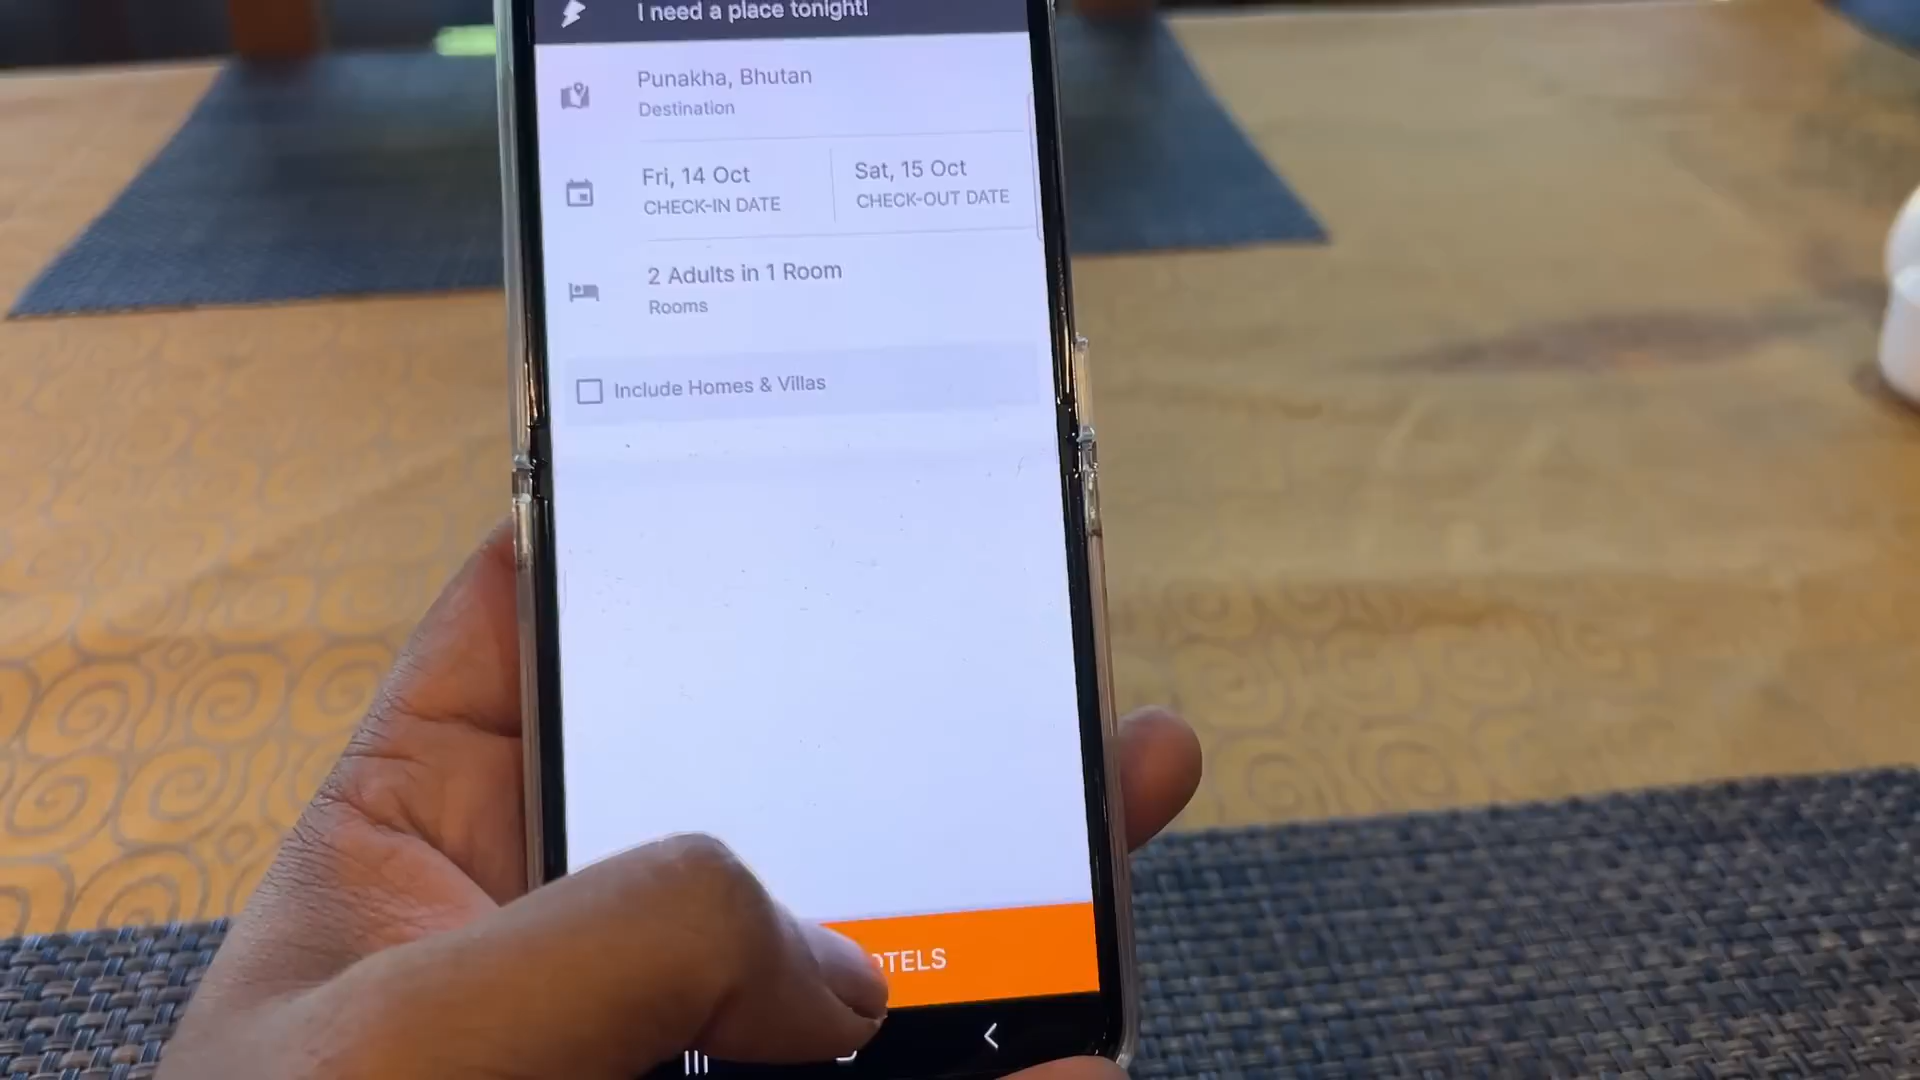 I need a place tonight!
Punakha, Bhutan
Destination
Fri, 14 Oct
CHECK-IN DATE
Sat, 15 Oct
CHECK-OUT DATE
2 Adults in 1 Room
Rooms
Include Homes & Villas